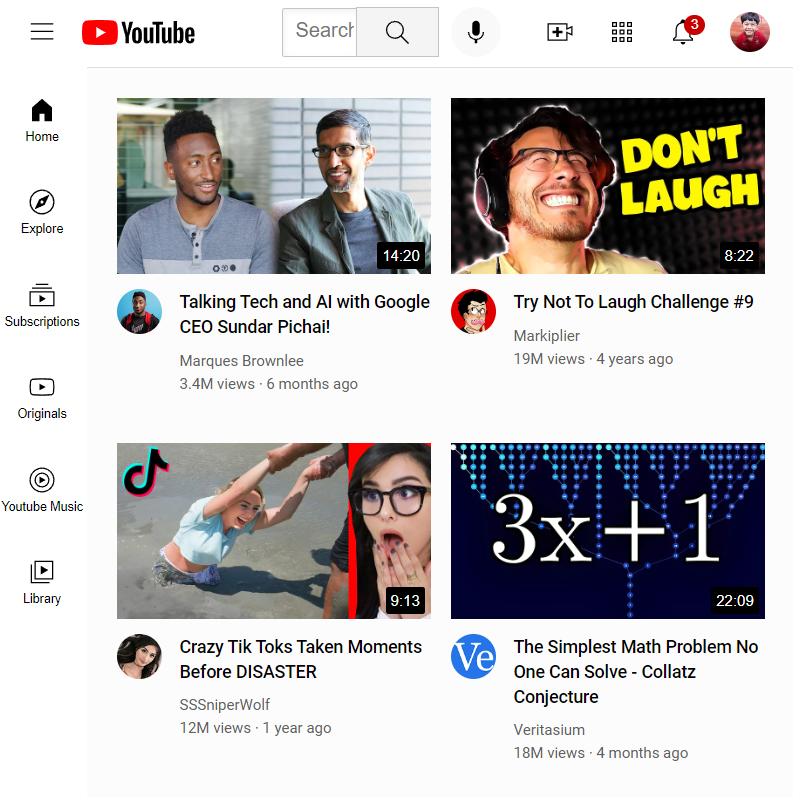 YouTube
Search
3
Home
Explore
Subscriptions
Originals
Youtube Music
Library
14:20
Talking Tech and AI with Google
CEO Sundar Pichai!
Marques Brownlee
3.4M views · 6 months ago
DON'T
LAUGH
8:22
Try Not To Laugh Challenge #9
Markiplier
19M views · 4 years ago
9:13
Crazy Tik Toks Taken Moments
Before DISASTER
SSSniperWolf
12M views · 1 year ago
3x+1
22:09
Ve
The Simplest Math Problem No
One Can Solve - Collatz
Conjecture
Veritasium
18M views · 4 months ago